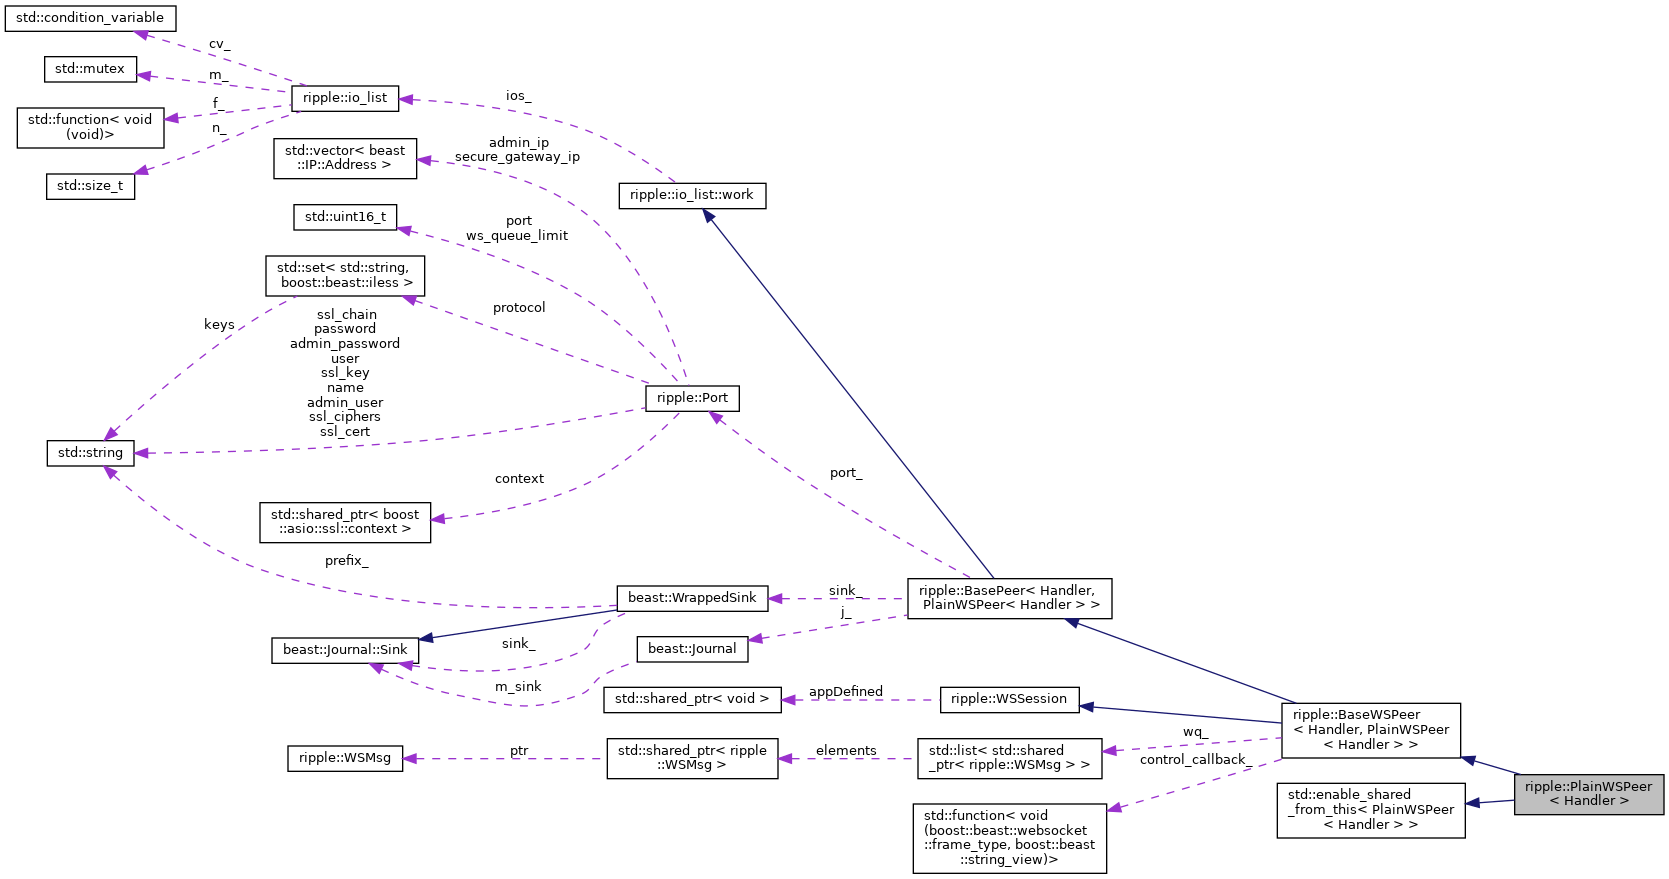 std::condition_variable
cv_
std::mutex
m_
ripple::io_list
ios_
f_
std::function< void
(void)>
n_
std::size_t
std::vector< beast
::IP::Address >
admin_ip
secure_gateway_ip
ripple::io_list::work
std::uint16_t
port
ws_queue_limit
std::set< std::string,
boost::beast::iless >
protocol
keys
ssl_chain
password
admin_password
user
ssl_key
name
admin_user
ssl_ciphers
ssl_cert
ripple::Port
std::string
context
port_
std::shared_ptr< boost
::asio::ssl::context >
prefix_
beast::WrappedSink
sink_
ripple::BasePeer< Handler,
PlainWSPeer< Handler > >
j_
beast::Journal::Sink
sink_
beast::Journal
m_sink
std::shared_ptr< void >
appDefined
ripple::WSSession
ripple::BaseWSPeer
< Handler, PlainWSPeer
< Handler > >
wq_
ripple::WSMsg
ptr
std::shared_ptr< ripple
::WSMsg >
elements
std::list< std::shared
_ptr< ripple::WSMsg > >
control_callback_
ripple::PlainWSPeer
< Handler >
std::enable_shared
_from_this< PlainWSPeer
< Handler > >
std::function< void
(boost::beast::websocket
::frame_type, boost::beast
::string_view)>